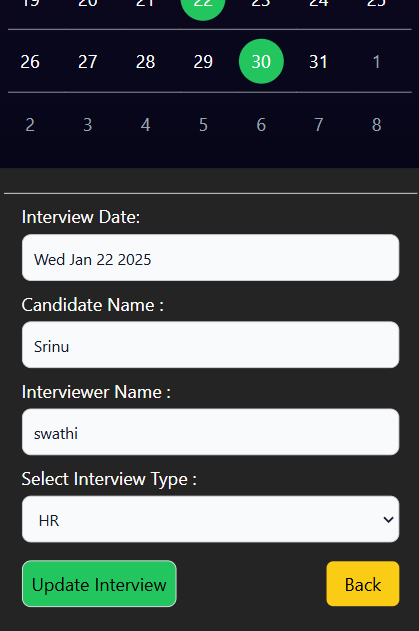 19 20 21 22 23 24 25
26 27 28 29 30 31 1
2 3 4 5 6 7 8
Interview Date:
Wed Jan 22 2025
Candidate Name :
Srinu
Interviewer Name :
swathi
Select Interview Type :
HR
Update Interview Back